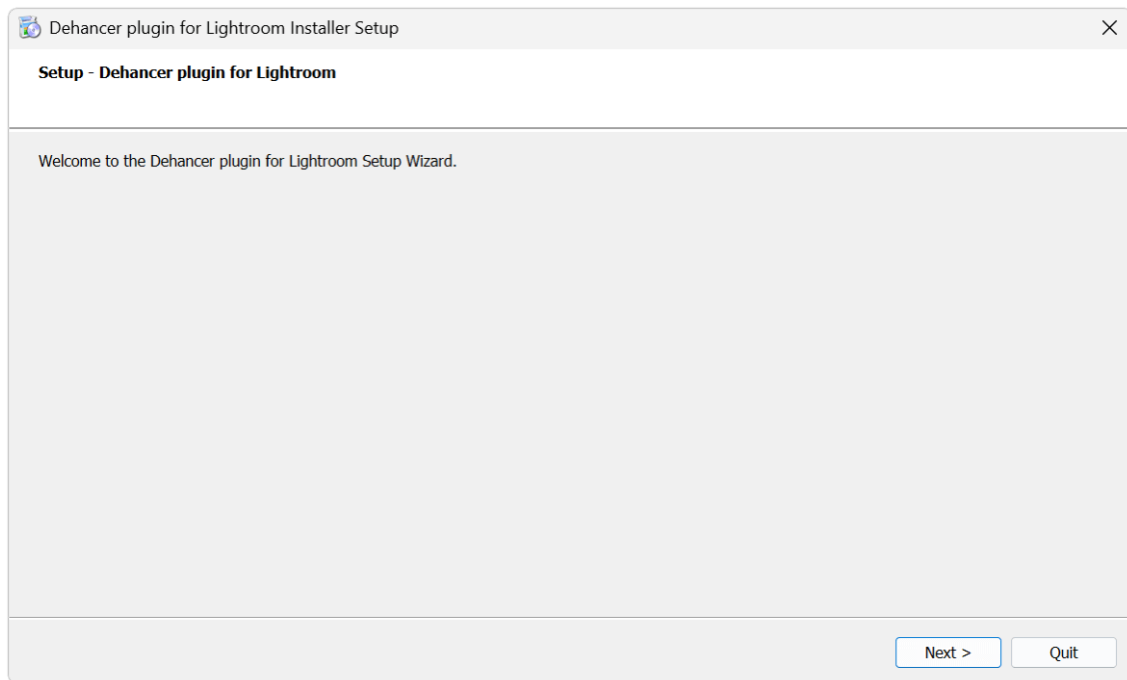 Dehancer plugin for Lightroom Installer Setup
Setup - Dehancer plugin for Lightroom
Welcome to the Dehancer plugin for Lightroom Setup Wizard.
Next > Quit